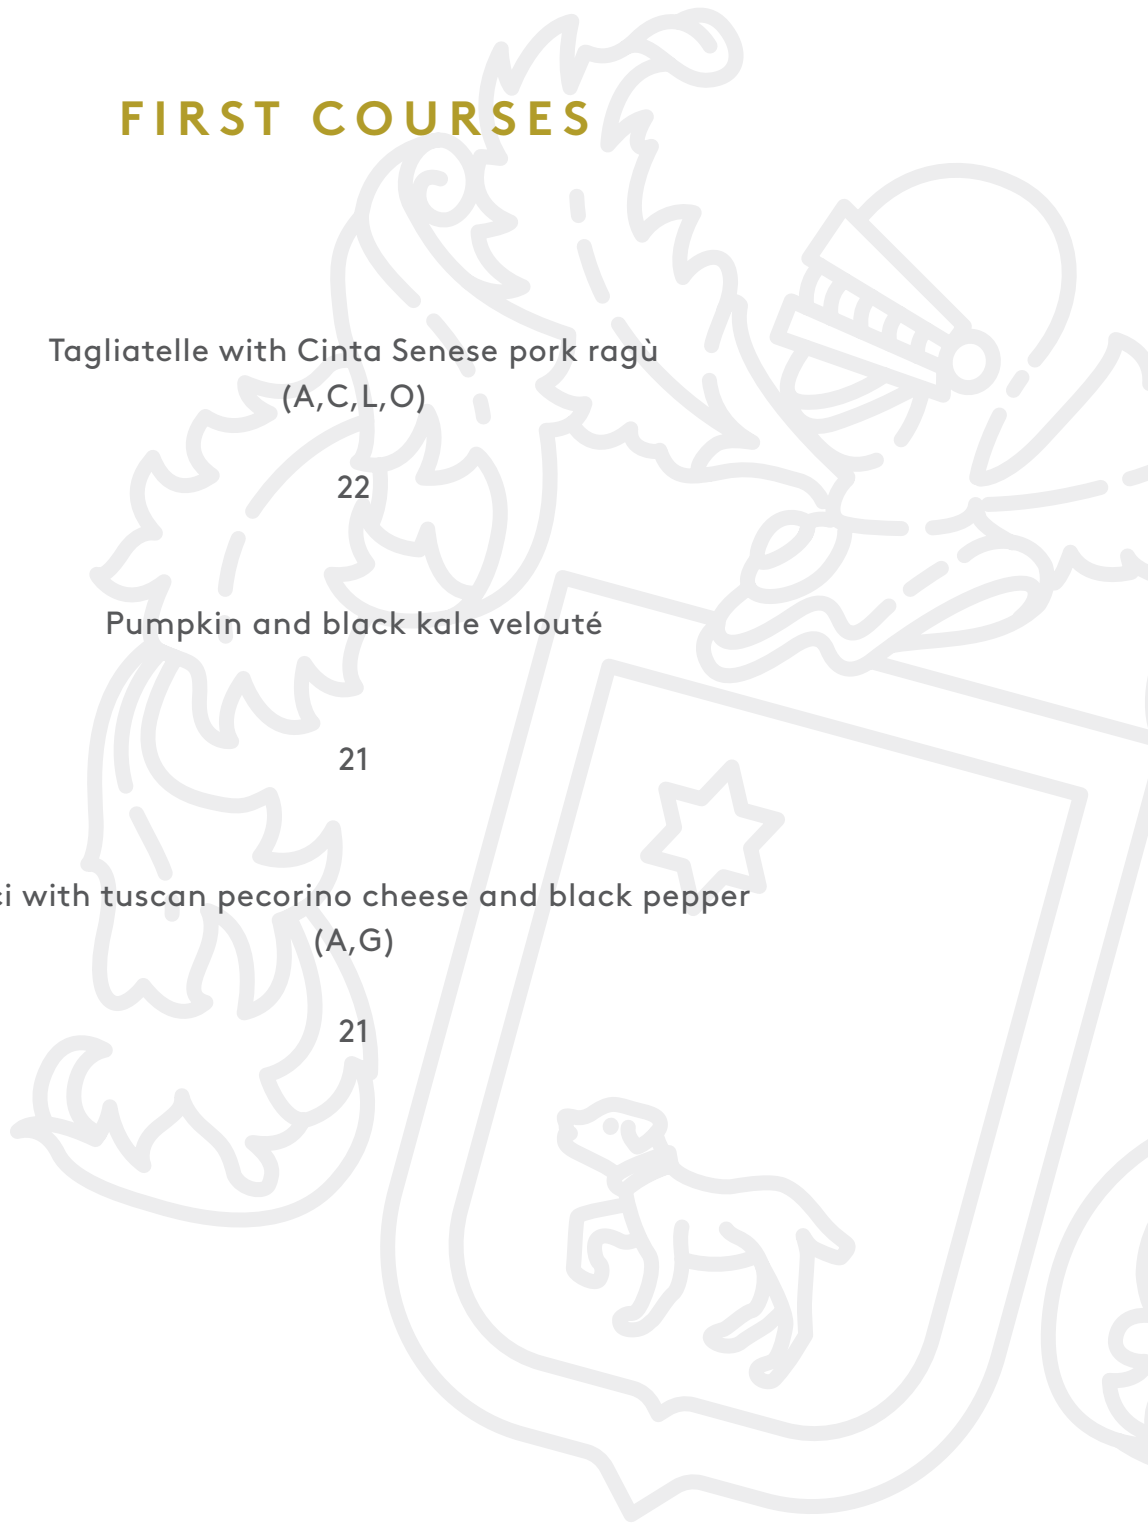 FIRST COURSES
Tagliatelle with Cinta Senese pork ragù
(A,C,L,O)
22
Pumpkin and black kale velouté
21
with tuscan pecorino cheese and black pepper
(A,G)
21